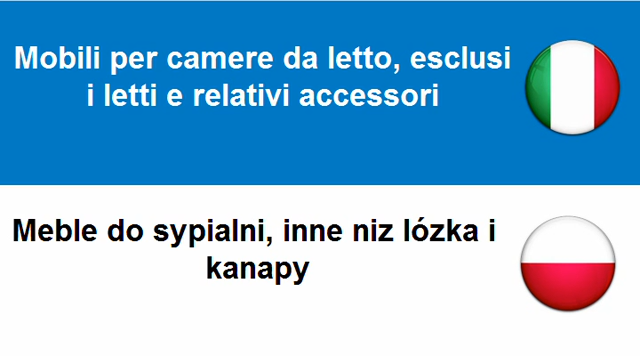 Mobili per camere da letto, esclusi
i letti e relativi accessori
Meble do sypialni, inne niz lózka i
kanapy